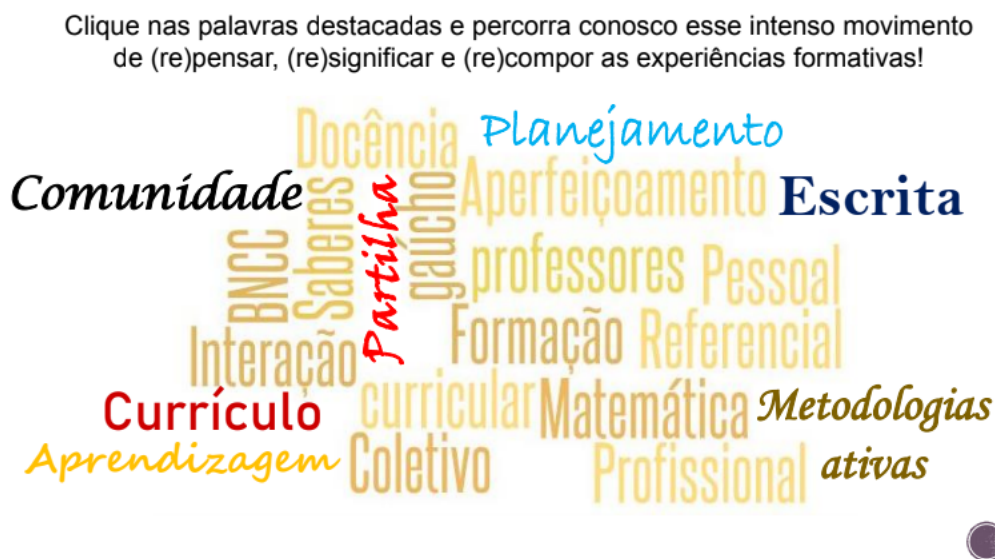 Clique nas palavras destacadas e percorra conosco esse intenso movimento
de (re)pensar, (re)significar e (re)compor as experiências formativas!
Docência
Planejamento
Comunidade
Saberes
Partilha
gaúcho
Aperfeiçoamento
Escrita
BNCC
professores
Pessoal
Interação
Formação
Referencial
Currículo
curricular
Matemática
Metodologias
ativas
Aprendizagem
Coletivo
Profissional